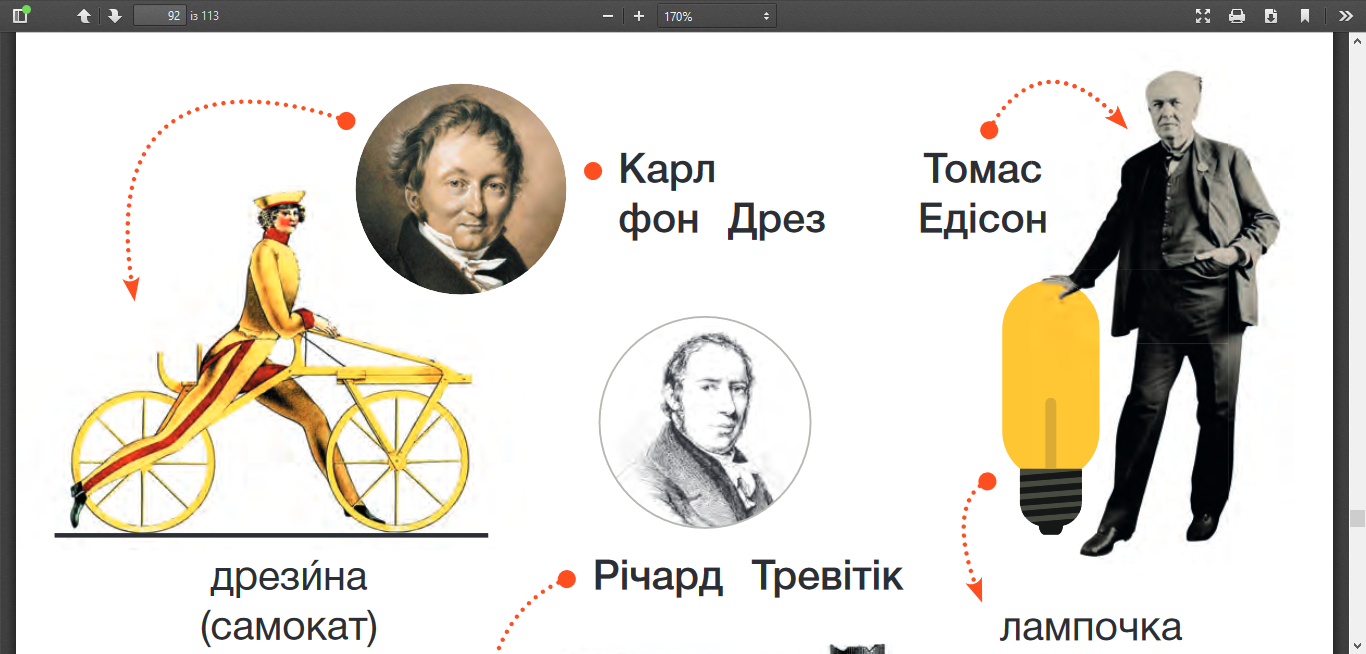 92 із 113 170%
Карл
фон Дрез
Томас
Едісон
дрези́на
(самокат)
Річард Тревітік
лампочка